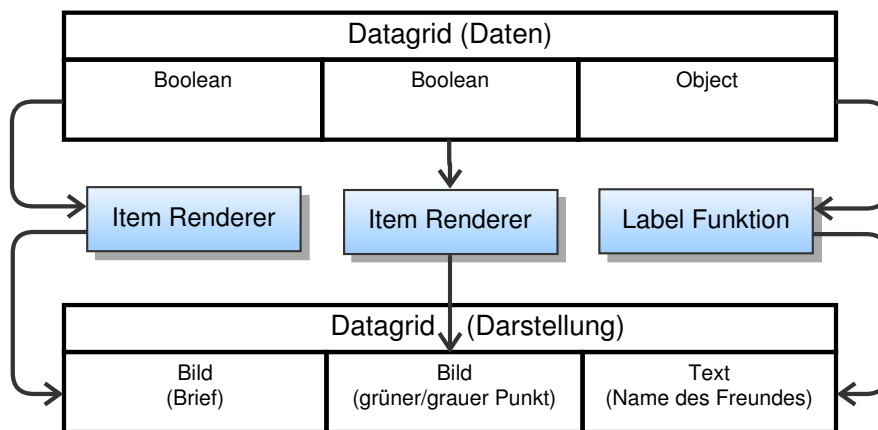 Datagrid (Daten)
Boolean
Boolean
Object
Item Renderer
Item Renderer
Label Funktion
Datagrid (Darstellung)
Bild
(Brief)
Bild
(grüner/grauer Punkt)
Text
(Name des Freundes)